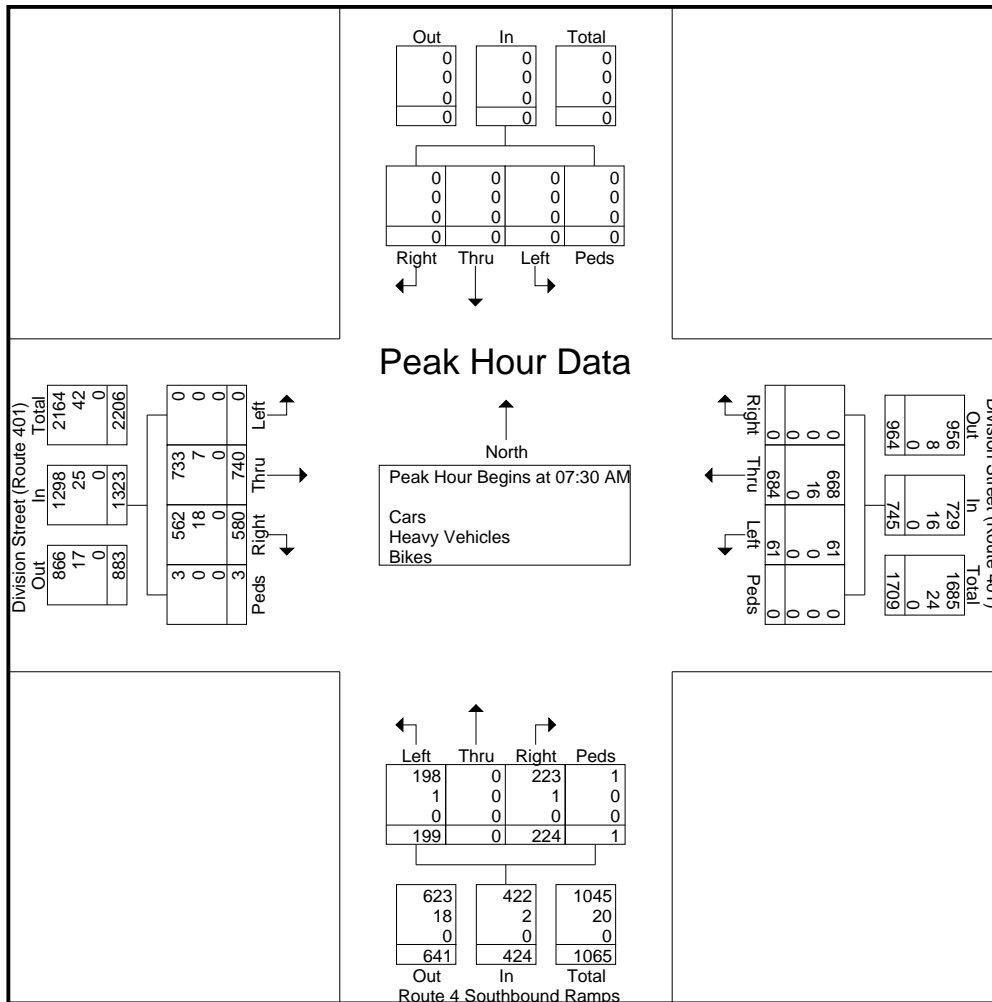 Out In Total
0 0 0
0 0 0
0 0 0
0 0 0
0 0 0 0
0 0 0 0
0 0 0 0
0 0 0 0
Right Thru Left Peds
Peak Hour Data
North
Peak Hour Begins at 07:30 AM
Cars
Heavy Vehicles
Bikes
Division Street (Route 401)
Out In Total
866 1298 2164
17 25 42
0 0 0
883 1323 2206
3 562 733 0
0 18 7 0
0 0 0 0
3 580 740 0
Peds Right Thru Left
Division Street (Route 401)
Out In Total
956 729 1685
8 16 24
0 0 0
964 745 1709
0 668 61 0
0 16 0 0
0 0 0 0
0 684 61 0
Right Thru Left Peds
Left Thru Right Peds
198 0 223 1
1 0 1 0
0 0 0 0
199 0 224 1
623 422 1045
18 2 20
0 0 0
641 424 1065
Out In Total
Route 4 Southbound Ramps